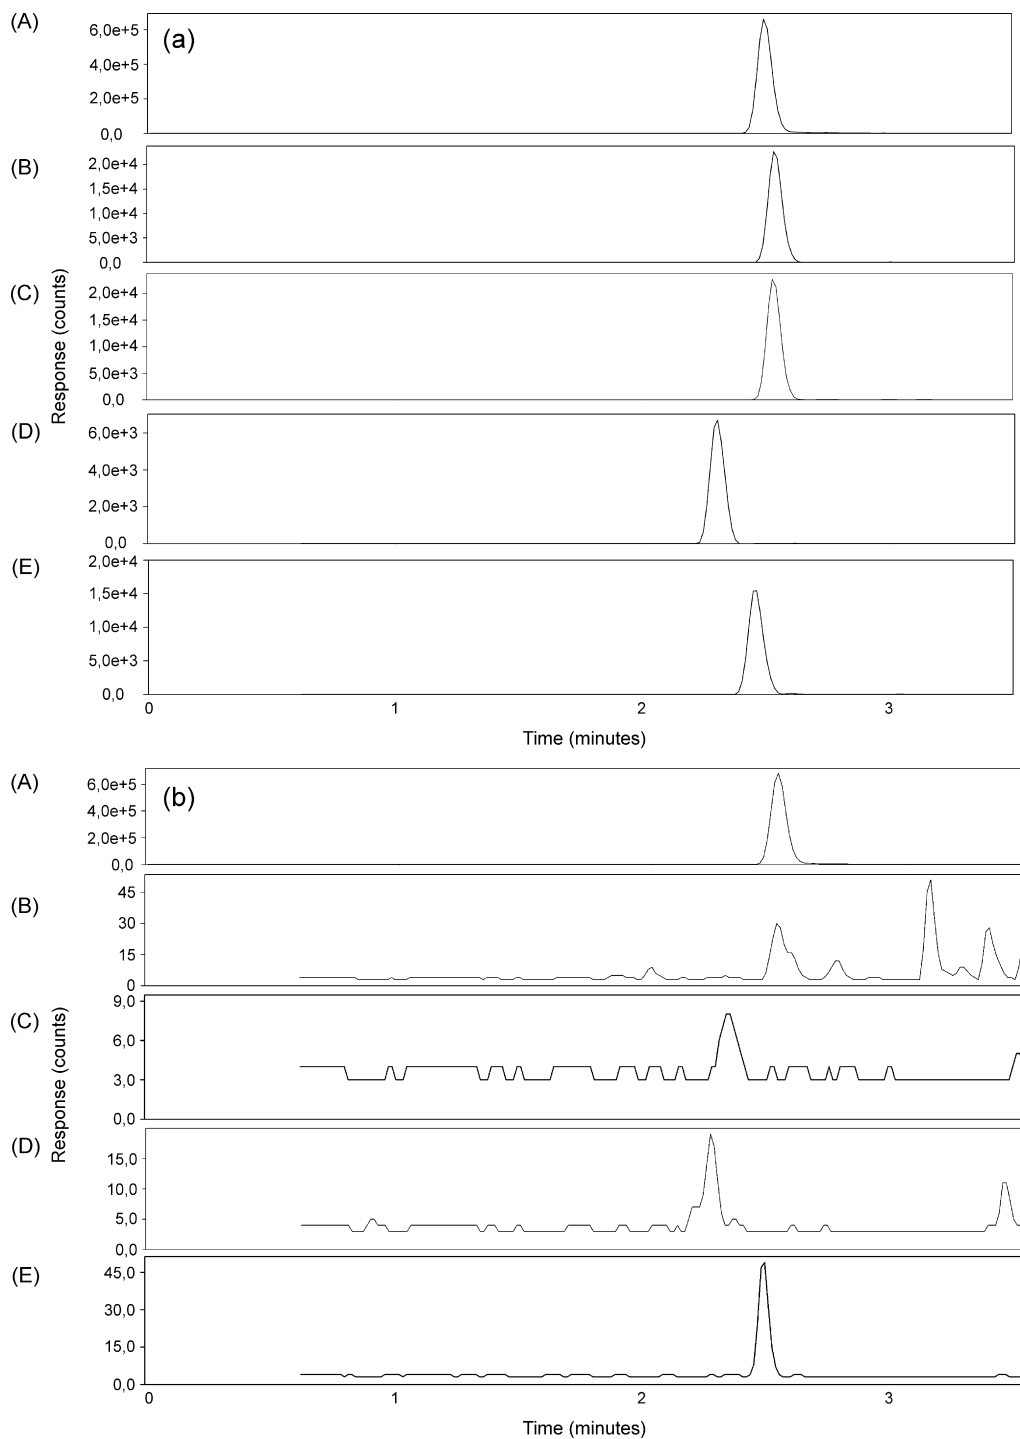 (A)
(a)
6,0e+5
4,0e+5
2,0e+5
0,0
(B)
2,0e+4
1,5e+4
1,0e+4
5,0e+3
0,0
(C)
2,0e+4
1,5e+4
1,0e+4
5,0e+3
0,0
Response (counts)
(D)
6,0e+3
4,0e+3
2,0e+3
0,0
(E)
2,0e+4
1,5e+4
1,0e+4
5,0e+3
0,0
0 1 2 3
Time (minutes)
(A)
(b)
6,0e+5
4,0e+5
2,0e+5
0,0
(B)
45
30
15
0
(C)
9,0
6,0
3,0
0,0
Response (counts)
(D)
15,0
10,0
5,0
0,0
(E)
45,0
30,0
15,0
0,0
0 1 2 3
Time (minutes)